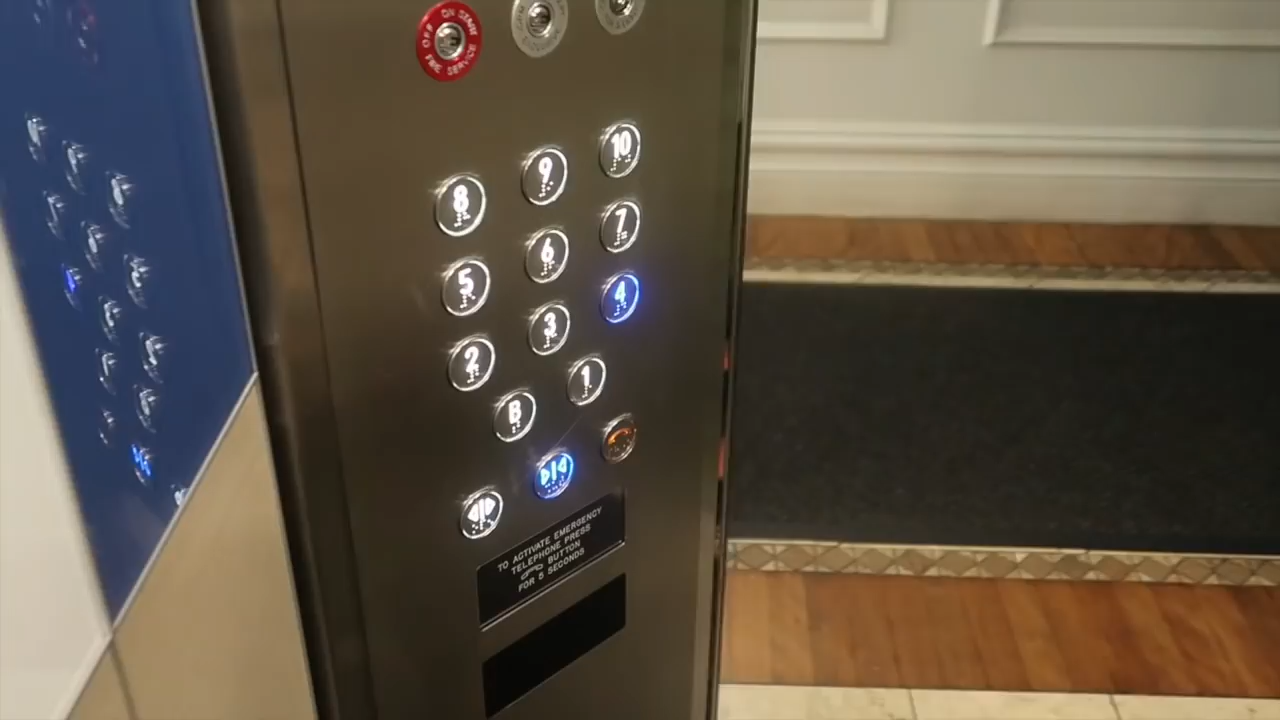 OFF ON START
FIRE SERVICE
8 9 10
5 6 7
2 3 4
B 1
TO ACTIVATE EMERGENCY
TELEPHONE PRESS
BUTTON
FOR 5 SECONDS